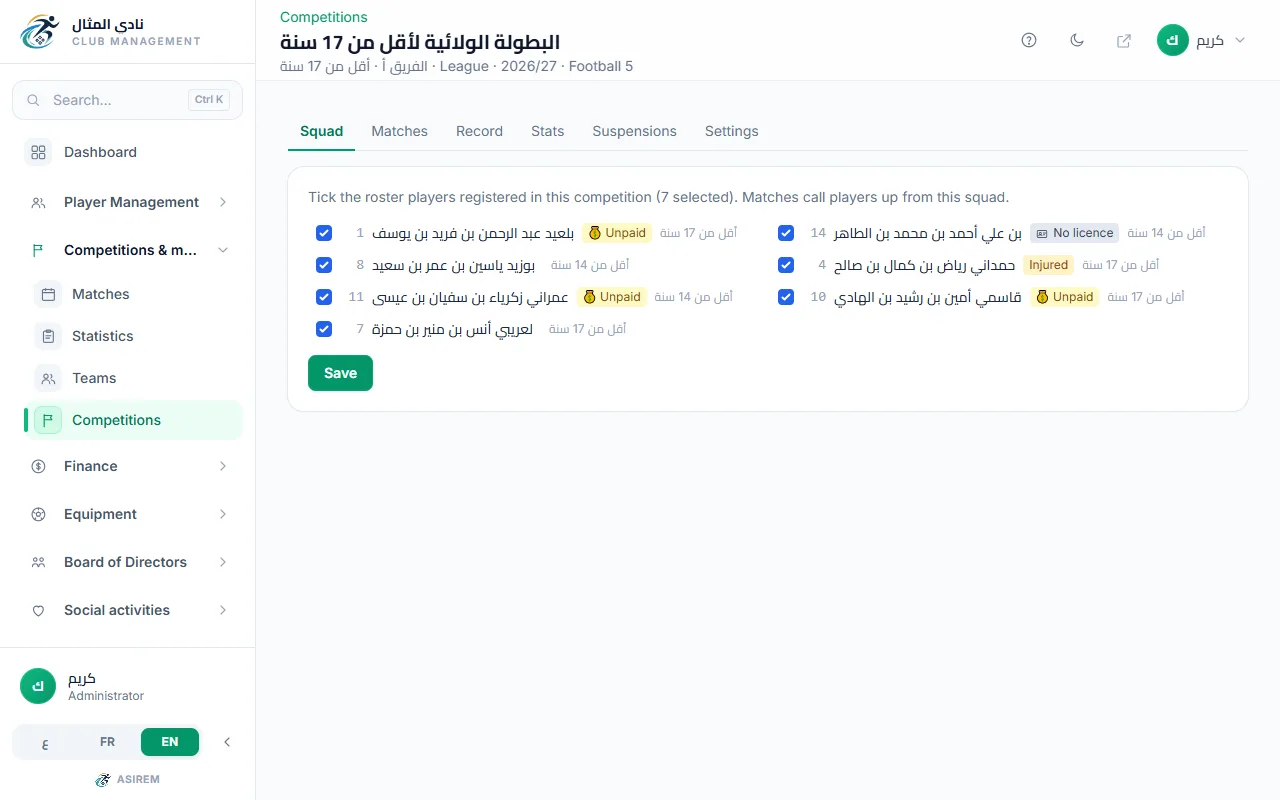 نادي المثال
CLUB MANAGEMENT
Search...
Ctrl K
Dashboard
Player Management
Competitions & m...
Matches
Statistics
Teams
Competitions
Finance
Equipment
Board of Directors
Social activities
كريم
Administrator
ع
FR
EN
ASIREM
Competitions
البطولة الولائية لأقل من 17 سنة
أقل من 17 سنة · الفريق أ · League · 2026/27 · Football 5
ك
كريم
Squad
Matches
Record
Stats
Suspensions
Settings
Tick the roster players registered in this competition (7 selected). Matches call players up from this squad.
1 بلعيد عبد الرحمن بن فريد بن يوسف Unpaid أقل من 17 سنة
14 بن علي أحمد بن محمد بن الطاهر No licence أقل من 14 سنة
8 بوزيد ياسين بن عمر بن سعيد أقل من 14 سنة
4 حمداني رياض بن كمال بن صالح Injured أقل من 17 سنة
11 عمراني زكرياء بن سفيان بن عيسى Unpaid أقل من 14 سنة
10 قاسمي أمين بن رشيد بن الهادي Unpaid أقل من 17 سنة
7 لعريبي أنس بن منير بن حمزة أقل من 17 سنة
Save
ك